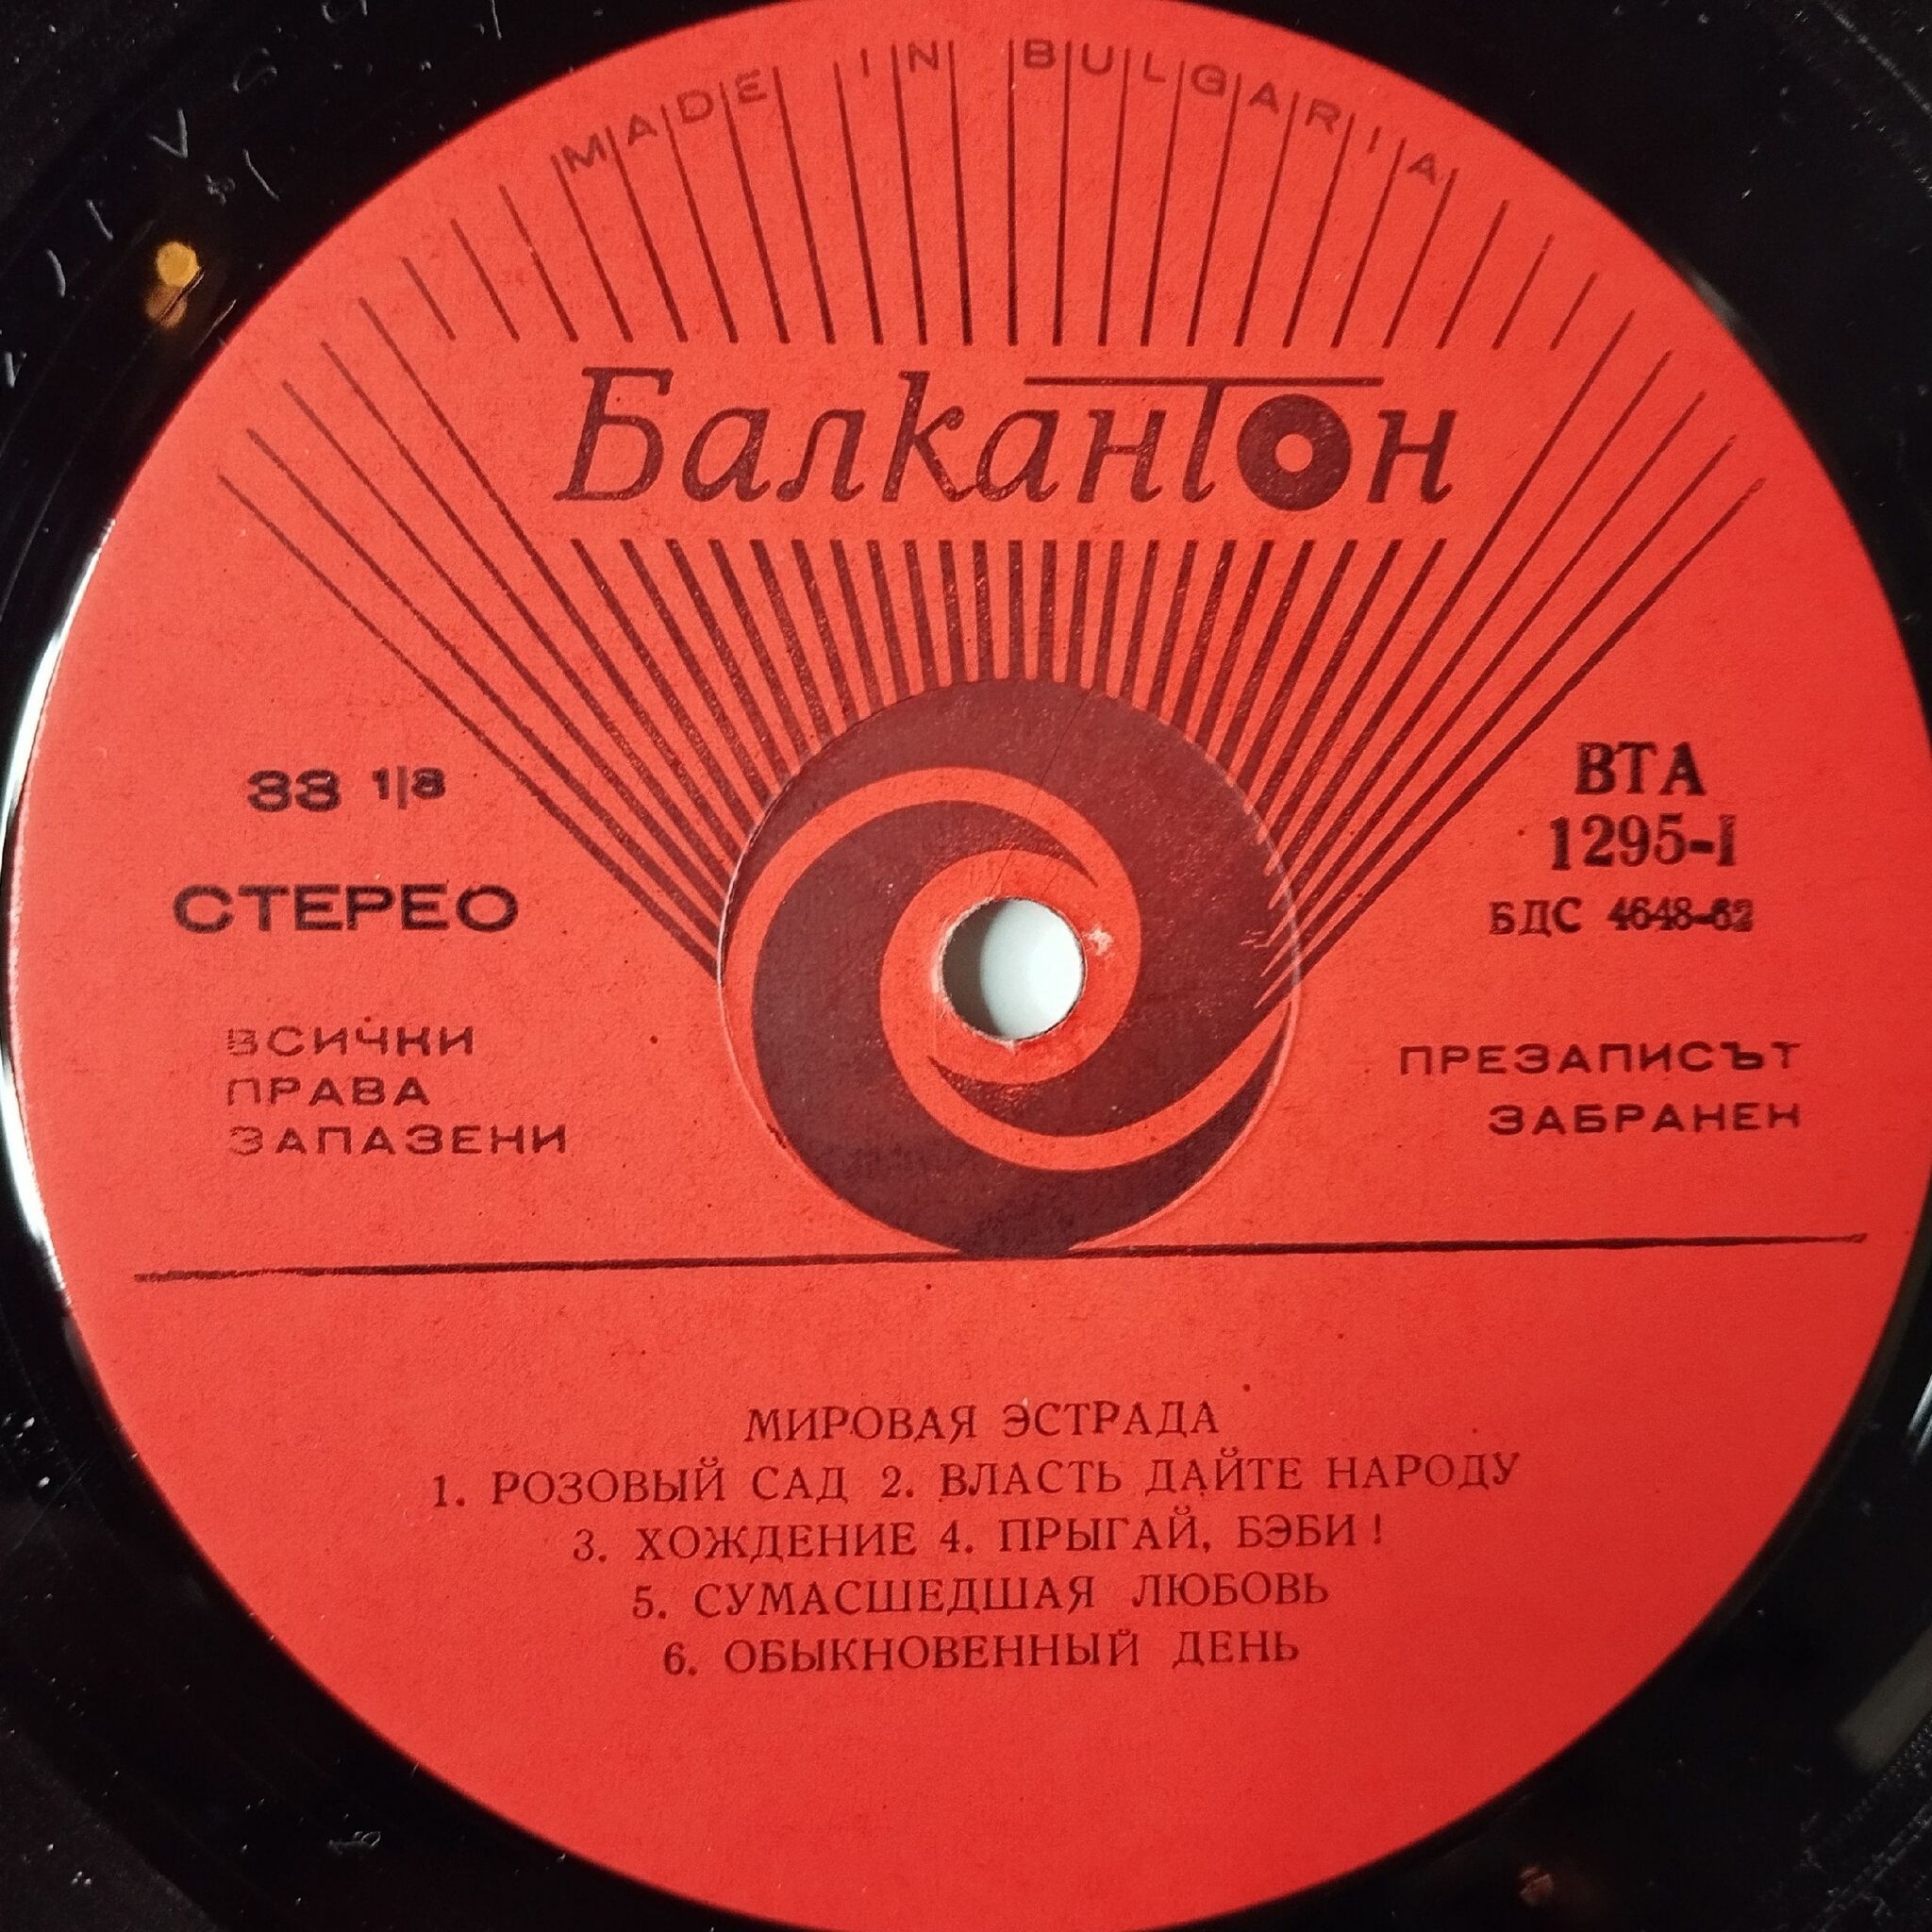 MADE IN BULGARIA
Балкантон
33 1/3
СТЕРЕО
ВСИЧКИ
ПРАВА
ЗАПАЗЕНИ
ВТА
1295-I
БДС 4648-62
ПРЕЗАПИСЪТ
ЗАБРАНЕН
МИРОВАЯ ЭСТРАДА
1. РОЗОВЫЙ САД 2. ВЛАСТЬ ДАЙТЕ НАРОДУ
3. ХОЖДЕНИЕ 4. ПРЫГАЙ, БЭБИ !
5. СУМАСШЕДШАЯ ЛЮБОВЬ
6. ОБЫКНОВЕННЫЙ ДЕНЬ